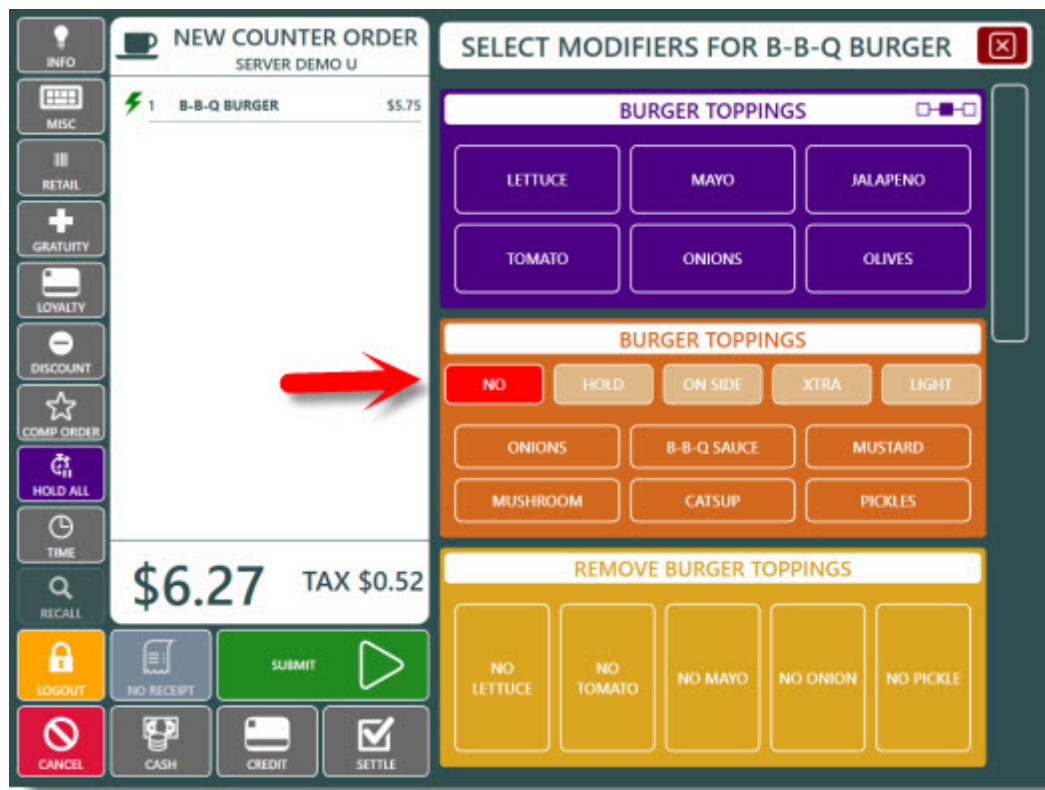 INFO
MISC
RETAIL
GRATUITY
LOYALTY
DISCOUNT
COMP ORDER
HOLD ALL
TIME
RECALL
LOGOUT
CANCEL
NEW COUNTER ORDER
SERVER DEMO U
1 B-B-Q BURGER $5.75
$6.27 TAX $0.52
NO RECEIPT
SUBMIT
CASH
CREDIT
SETTLE
SELECT MODIFIERS FOR B-B-Q BURGER
BURGER TOPPINGS
LETTUCE MAYO JALAPENO
TOMATO ONIONS OLIVES
BURGER TOPPINGS
NO HOLD ON SIDE XTRA LIGHT
ONIONS B-B-Q SAUCE MUSTARD
MUSHROOM CATSUP PICKLES
REMOVE BURGER TOPPINGS
NO LETTUCE
NO TOMATO
NO MAYO
NO ONION
NO PICKLE